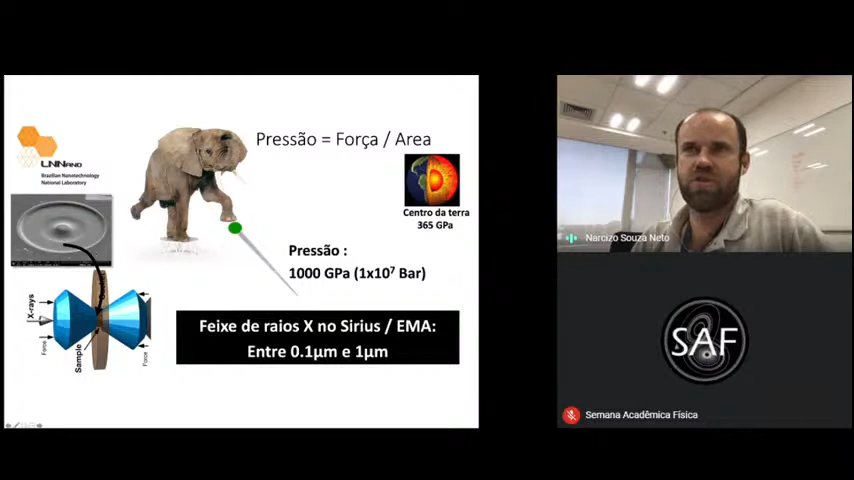 Pressão = Força / Area
LNNano
Brazilian Nanotechnology
National Laboratory
Centro da terra
365 GPa
Pressão :
1000 GPa (1x10⁷ Bar)
X-rays
Force
Sample
Force
Feixe de raios X no Sirius / EMA:
Entre 0.1µm e 1µm
Narcizo Souza Neto
SAF
Semana Acadêmica Física